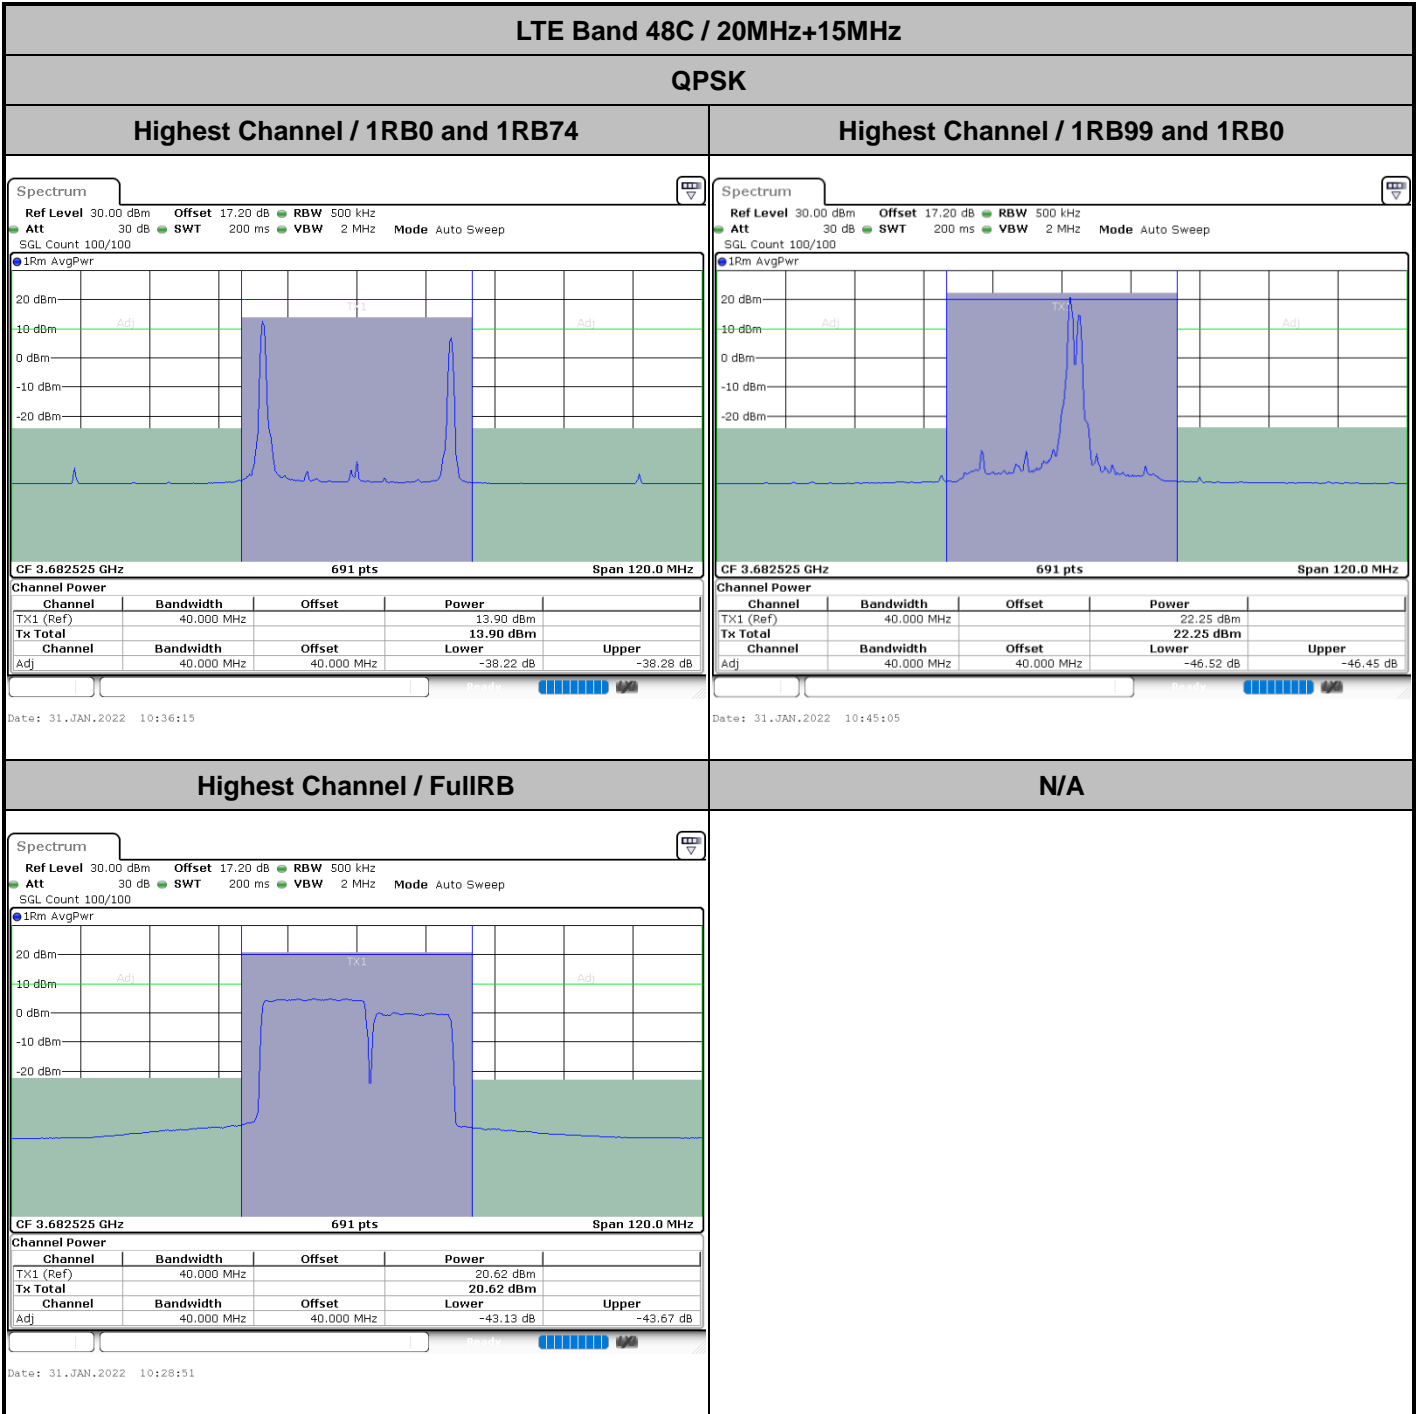 LTE Band 48C / 20MHz+15MHz
QPSK
Highest Channel / 1RB0 and 1RB74
Highest Channel / 1RB99 and 1RB0
Spectrum
Ref Level 30.00 dBm Offset 17.20 dB RBW 500 kHz
Att 30 dB SWT 200 ms VBW 2 MHz Mode Auto Sweep
SGL Count 100/100
1Rm AvgPwr
20 dBm
10 dBm
0 dBm
-10 dBm
-20 dBm
Adj
TX1
Adj
CF 3.682525 GHz 691 pts Span 120.0 MHz
Channel Power
Channel Bandwidth Offset Power
TX1 (Ref) 40.000 MHz 13.90 dBm
Tx Total 13.90 dBm
Channel Bandwidth Offset Lower Upper
Adj 40.000 MHz 40.000 MHz -38.22 dB -38.28 dB
Ready
Date: 31.JAN.2022 10:36:15
Spectrum
Ref Level 30.00 dBm Offset 17.20 dB RBW 500 kHz
Att 30 dB SWT 200 ms VBW 2 MHz Mode Auto Sweep
SGL Count 100/100
1Rm AvgPwr
20 dBm
10 dBm
0 dBm
-10 dBm
-20 dBm
Adj
Adj
CF 3.682525 GHz 691 pts Span 120.0 MHz
Channel Power
Channel Bandwidth Offset Power
TX1 (Ref) 40.000 MHz 22.25 dBm
Tx Total 22.25 dBm
Channel Bandwidth Offset Lower Upper
Adj 40.000 MHz 40.000 MHz -46.52 dB -46.45 dB
Ready
Date: 31.JAN.2022 10:45:05
Highest Channel / FullRB
N/A
Spectrum
Ref Level 30.00 dBm Offset 17.20 dB RBW 500 kHz
Att 30 dB SWT 200 ms VBW 2 MHz Mode Auto Sweep
SGL Count 100/100
1Rm AvgPwr
20 dBm
10 dBm
0 dBm
-10 dBm
-20 dBm
Adj
TX1
Adj
CF 3.682525 GHz 691 pts Span 120.0 MHz
Channel Power
Channel Bandwidth Offset Power
TX1 (Ref) 40.000 MHz 20.62 dBm
Tx Total 20.62 dBm
Channel Bandwidth Offset Lower Upper
Adj 40.000 MHz 40.000 MHz -43.13 dB -43.67 dB
Ready
Date: 31.JAN.2022 10:28:51